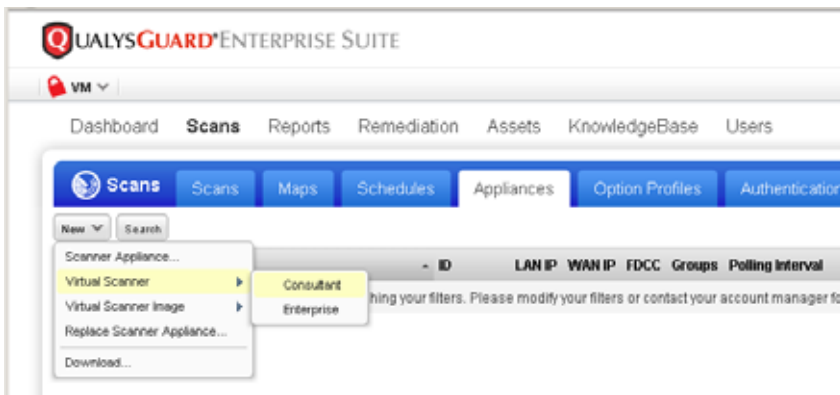 QUALYSGUARD® ENTERPRISE SUITE
VM
Dashboard Scans Reports Remediation Assets KnowledgeBase Users
Scans Scans Maps Schedules Appliances Option Profiles Authentication
New Search
ID LAN IP WAN IP FDCC Groups Polling Interval
Scanner Appliance...
Virtual Scanner
Virtual Scanner Image
Replace Scanner Appliance...
Download...
Consultant
Enterprise
hing your filters. Please modify your filters or contact your account manager fo